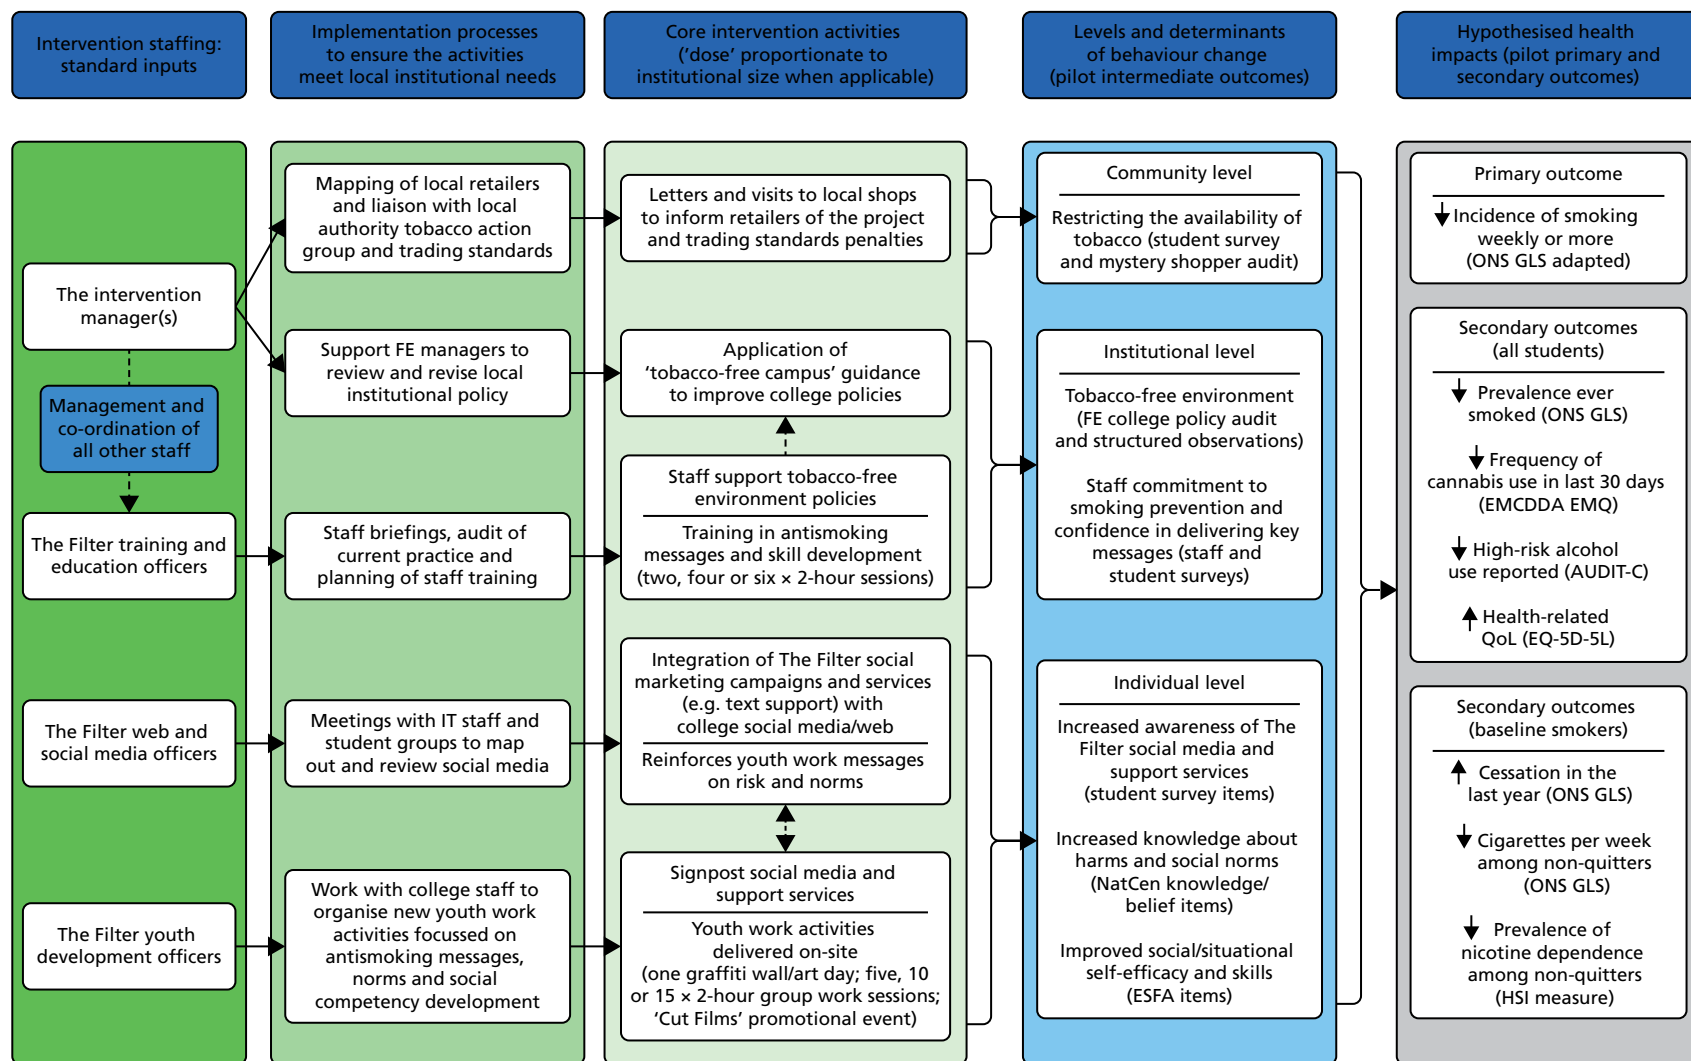 Intervention staffing:
standard inputs
Implementation processes
to ensure the activities
meet local institutional needs
Core intervention activities
('dose' proportionate to
institutional size when applicable)
Levels and determinants
of behaviour change
(pilot intermediate outcomes)
Hypothesised health
impacts (pilot primary and
secondary outcomes)
The intervention
manager(s)
Management and
co-ordination of
all other staff
The Filter training and
education officers
The Filter web and
social media officers
The Filter youth
development officers
Mapping of local retailers
and liaison with local
authority tobacco action
group and trading standards
Support FE managers to
review and revise local
institutional policy
Staff briefings, audit of
current practice and
planning of staff training
Meetings with IT staff and
student groups to map
out and review social media
Work with college staff to
organise new youth work
activities focussed on
antismoking messages,
norms and social
competency development
Letters and visits to local shops
to inform retailers of the project
and trading standards penalties
Application of
'tobacco-free campus' guidance
to improve college policies
Staff support tobacco-free
environment policies
Training in antismoking
messages and skill development
(two, four or six × 2-hour sessions)
Integration of The Filter social
marketing campaigns and services
(e.g. text support) with
college social media/web
Reinforces youth work messages
on risk and norms
Signpost social media and
support services
Youth work activities
delivered on-site
(one graffiti wall/art day; five, 10
or 15 × 2-hour group work sessions;
'Cut Films' promotional event)
Community level
Restricting the availability of
tobacco (student survey
and mystery shopper audit)
Institutional level
Tobacco-free environment
(FE college policy audit
and structured observations)
Staff commitment to
smoking prevention and
confidence in delivering key
messages (staff and
student surveys)
Individual level
Increased awareness of The
Filter social media and
support services
(student survey items)
Increased knowledge about
harms and social norms
(NatCen knowledge/
belief items)
Improved social/situational
self-efficacy and skills
(ESFA items)
Primary outcome
Incidence of smoking
weekly or more
(ONS GLS adapted)
Secondary outcomes
(all students)
Prevalence ever
smoked (ONS GLS)
Frequency of
cannabis use in last 30 days
(EMCDDA EMQ)
High-risk alcohol
use reported (AUDIT-C)
Health-related
QoL (EQ-5D-5L)
Secondary outcomes
(baseline smokers)
Cessation in the
last year (ONS GLS)
Cigarettes per week
among non-quitters
(ONS GLS)
Prevalence of
nicotine dependence
among non-quitters
(HSI measure)